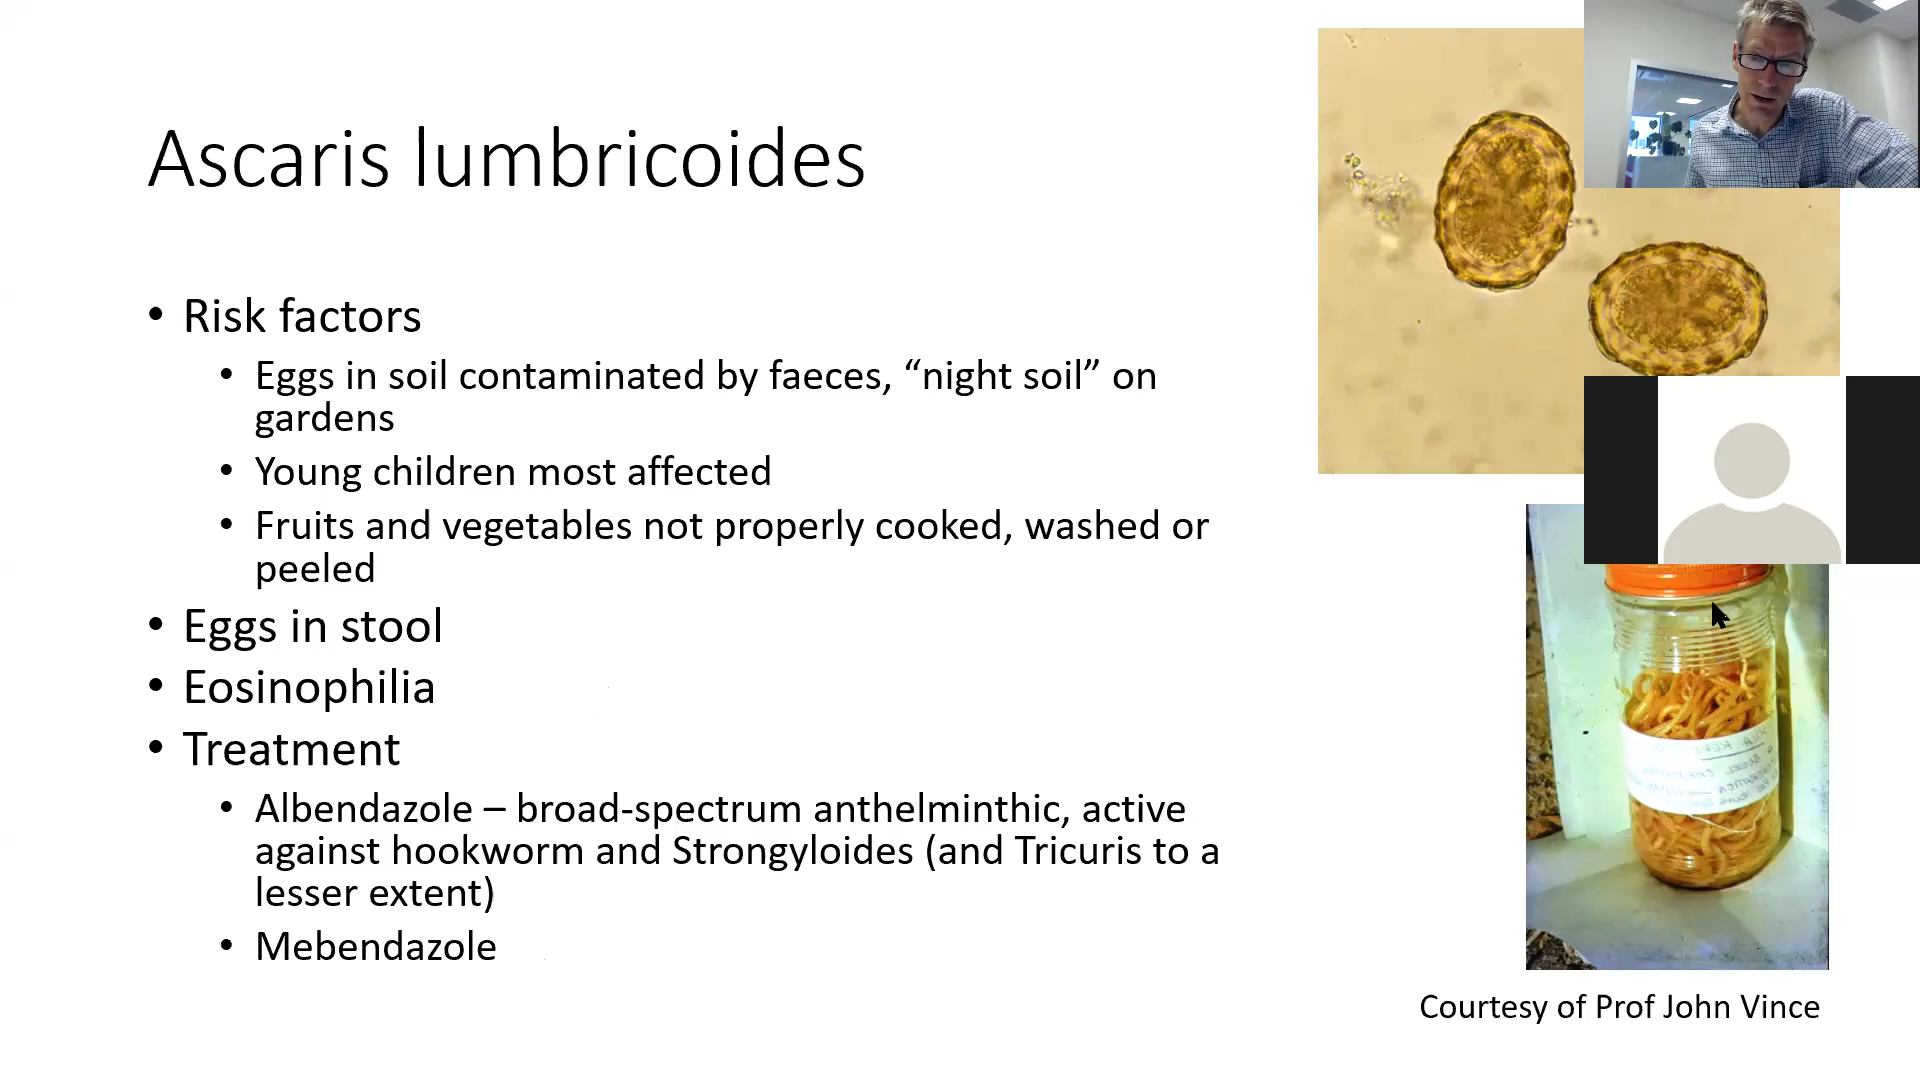 Ascaris lumbricoides
• Risk factors
• Eggs in soil contaminated by faeces, “night soil” on
gardens
• Young children most affected
• Fruits and vegetables not properly cooked, washed or
peeled
• Eggs in stool
• Eosinophilia
• Treatment
• Albendazole – broad-spectrum anthelminthic, active
against hookworm and Strongyloides (and Tricuris to a
lesser extent)
• Mebendazole
Courtesy of Prof John Vince